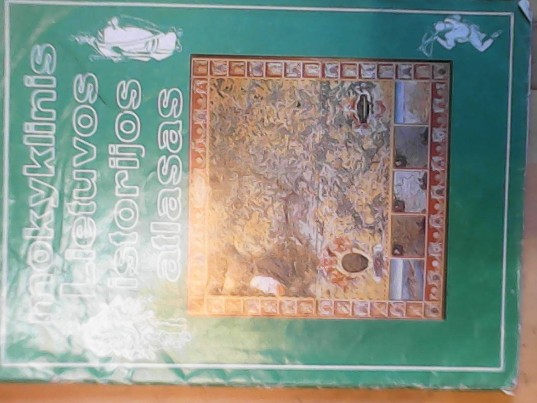 mokyklinis
Lietuvos
istorijos
atlasas